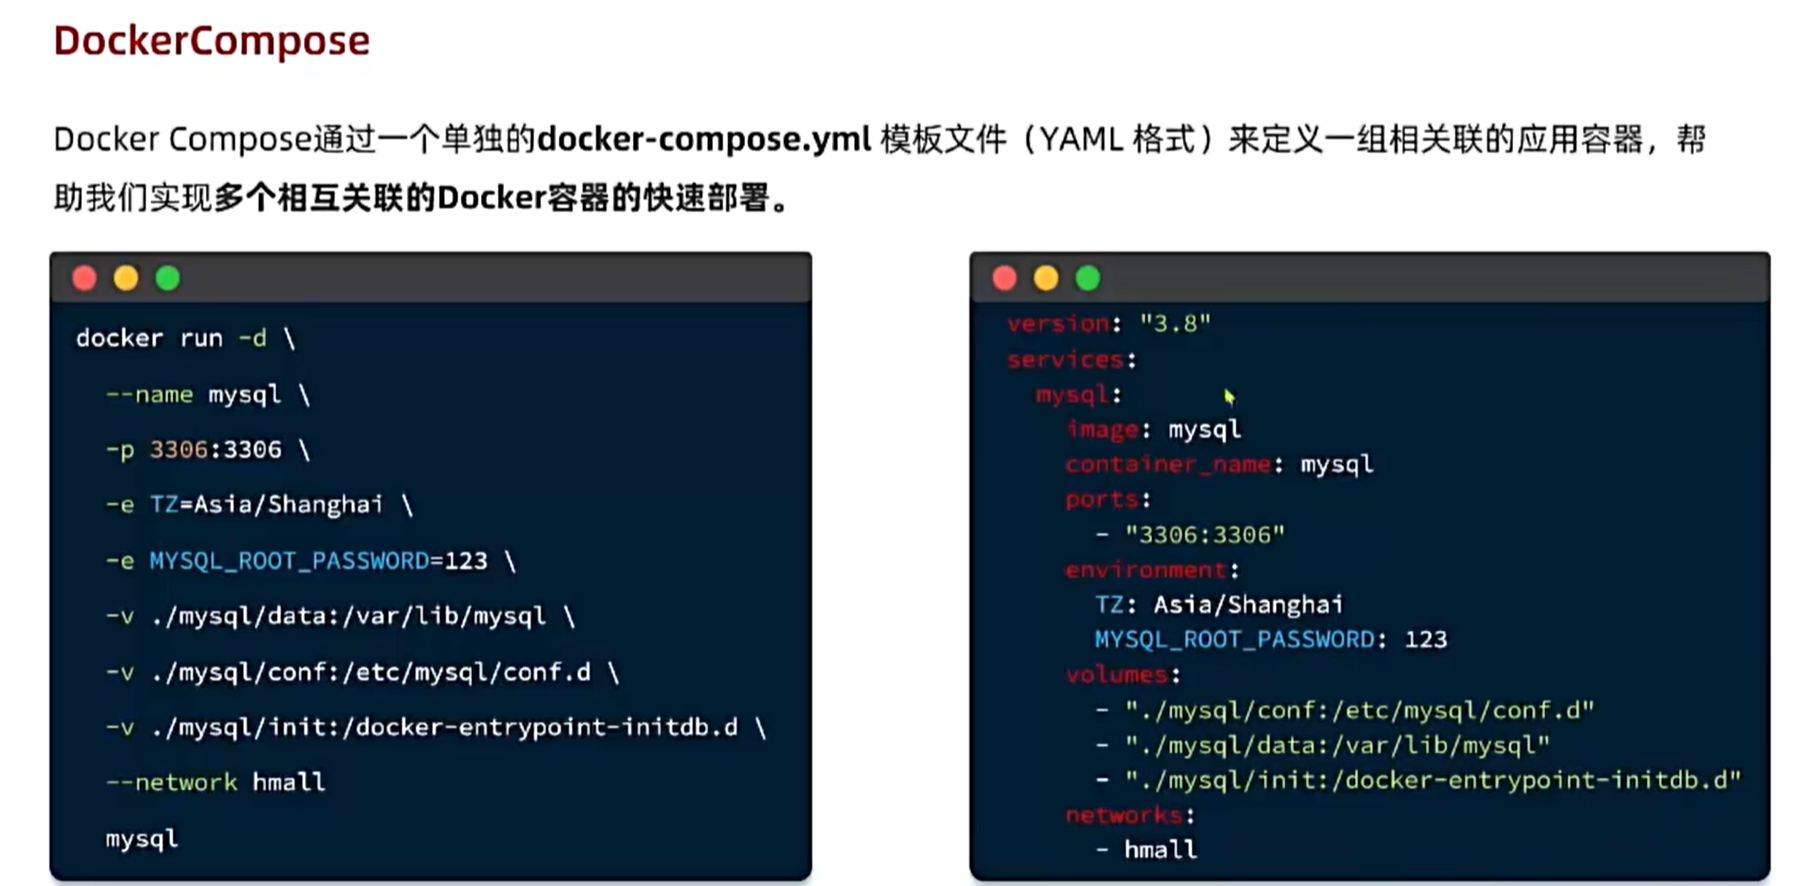 DockerCompose
Docker Compose通过一个单独的docker-compose.yml 模板文件（YAML 格式）来定义一组相关联的应用容器，帮
助我们实现多个相互关联的Docker容器的快速部署。
docker run -d \
--name mysql \
-p 3306:3306 \
-e TZ=Asia/Shanghai \
-e MYSQL_ROOT_PASSWORD=123 \
-v ./mysql/data:/var/lib/mysql \
-v ./mysql/conf:/etc/mysql/conf.d \
-v ./mysql/init:/docker-entrypoint-initdb.d \
--network hmall
mysql
version: "3.8"
services:
mysql:
image: mysql
container_name: mysql
ports:
- "3306:3306"
environment:
TZ: Asia/Shanghai
MYSQL_ROOT_PASSWORD: 123
volumes:
- "./mysql/conf:/etc/mysql/conf.d"
- "./mysql/data:/var/lib/mysql"
- "./mysql/init:/docker-entrypoint-initdb.d"
networks:
- hmall